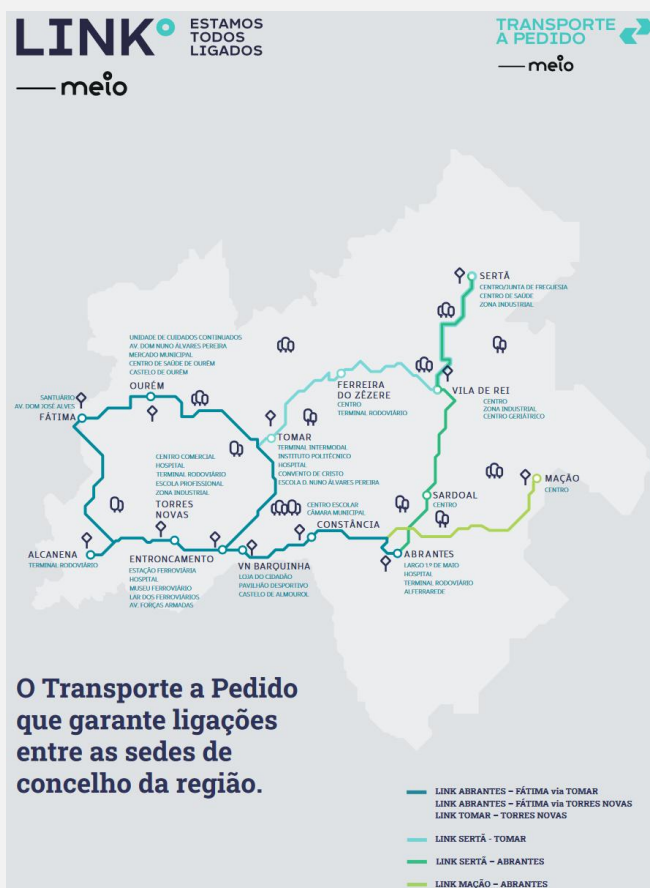 LINK° ESTAMOS
TODOS
LIGADOS
meio
TRANSPORTE
A PEDIDO
meio
SERTÃ
CENTRO/JUNTA DE FREGUESIA
CENTRO DE SAÚDE
ZONA INDUSTRIAL
UNIDADE DE CUIDADOS CONTINUADOS
AV. DOM NUNO ÁLVARES PEREIRA
MERCADO MUNICIPAL
CENTRO DE SAÚDE DE OURÉM
CASTELO DE OURÉM
OURÉM
SANTUÁRIO
AV. DOM JOSÉ ALVES
FÁTIMA
FERREIRA
DO ZÊZERE
CENTRO
TERMINAL RODOVIÁRIO
VILA DE REI
CENTRO
ZONA INDUSTRIAL
CENTRO GERIÁTRICO
TOMAR
TERMINAL INTERMODAL
INSTITUTO POLITÉCNICO
HOSPITAL
CONVENTO DE CRISTO
ESCOLA D. NUNO ÁLVARES PEREIRA
CENTRO COMERCIAL
HOSPITAL
TERMINAL RODOVIÁRIO
ESCOLA PROFISSIONAL
ZONA INDUSTRIAL
TORRES
NOVAS
MAÇÃO
CENTRO
SARDOAL
CENTRO
CENTRO ESCOLAR
CÂMARA MUNICIPAL
CONSTÂNCIA
ALCANENA
TERMINAL RODOVIÁRIO
ENTRONCAMENTO
ESTAÇÃO FERROVIÁRIA
HOSPITAL
MUSEU FERROVIÁRIO
LAR DOS FERROVIÁRIOS
AV. FORÇAS ARMADAS
VN BARQUINHA
LOJA DO CIDADÃO
PAVILHÃO DESPORTIVO
CASTELO DE ALMOUROL
ABRANTES
LARGO 1.º DE MAIO
HOSPITAL
TERMINAL RODOVIÁRIO
ALFERRAREDE
O Transporte a Pedido
que garante ligações
entre as sedes de
concelho da região.
LINK ABRANTES – FÁTIMA via TOMAR
LINK ABRANTES – FÁTIMA via TORRES NOVAS
LINK TOMAR – TORRES NOVAS
LINK SERTÃ - TOMAR
LINK SERTÃ – ABRANTES
LINK MAÇÃO – ABRANTES